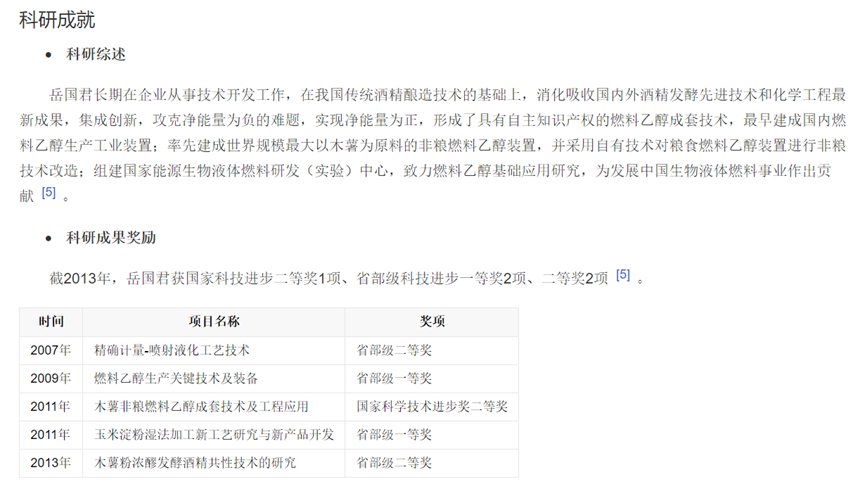 科研成就
• 科研综述
岳国君长期在企业从事技术开发工作，在我国传统酒精酿造技术的基础上，消化吸收国内外酒精发酵先进技术和化学工程最
新成果，集成创新，攻克净能量为负的难题，实现净能量为正，形成了具有自主知识产权的燃料乙醇成套技术，最早建成国内燃
料乙醇生产工业装置；率先建成世界规模最大以木薯为原料的非粮燃料乙醇装置，并采用自有技术对粮食燃料乙醇装置进行非粮
技术改造；组建国家能源生物液体燃料研发（实验）中心，致力燃料乙醇基础应用研究，为发展中国生物液体燃料事业作出贡
献 [5] 。
• 科研成果奖励
截2013年，岳国君获国家科技进步二等奖1项、省部级科技进步一等奖2项、二等奖2项 [5] 。
时间 项目名称 奖项
2007年 精确计量-喷射液化工艺技术 省部级二等奖
2009年 燃料乙醇生产关键技术及装备 省部级一等奖
2011年 木薯非粮燃料乙醇成套技术及工程应用 国家科学技术进步奖二等奖
2011年 玉米淀粉湿法加工新工艺研究与新产品开发 省部级一等奖
2013年 木薯粉浓醪发酵酒精共性技术的研究 省部级二等奖